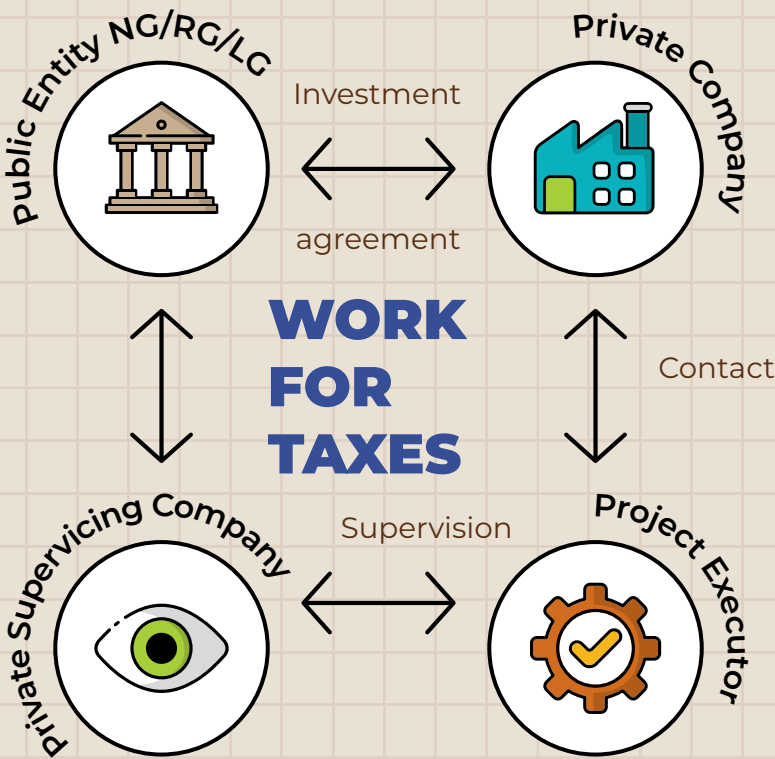 Public Entity NG/RG/LG
Private Company
Investment
agreement
WORK
FOR
TAXES
Contact
Private Supervicing Company
Supervision
Project Executor